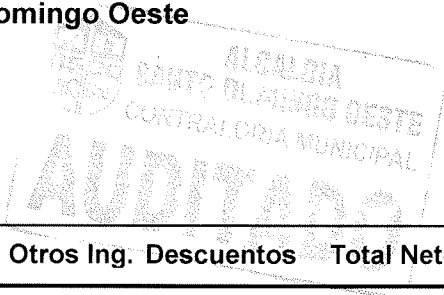 omingo Oeste
ALCALDIA
SANTO DOMINGO OESTE
CONTRALORIA MUNICIPAL
AUDITADO
Otros Ing. Descuentos Total Net